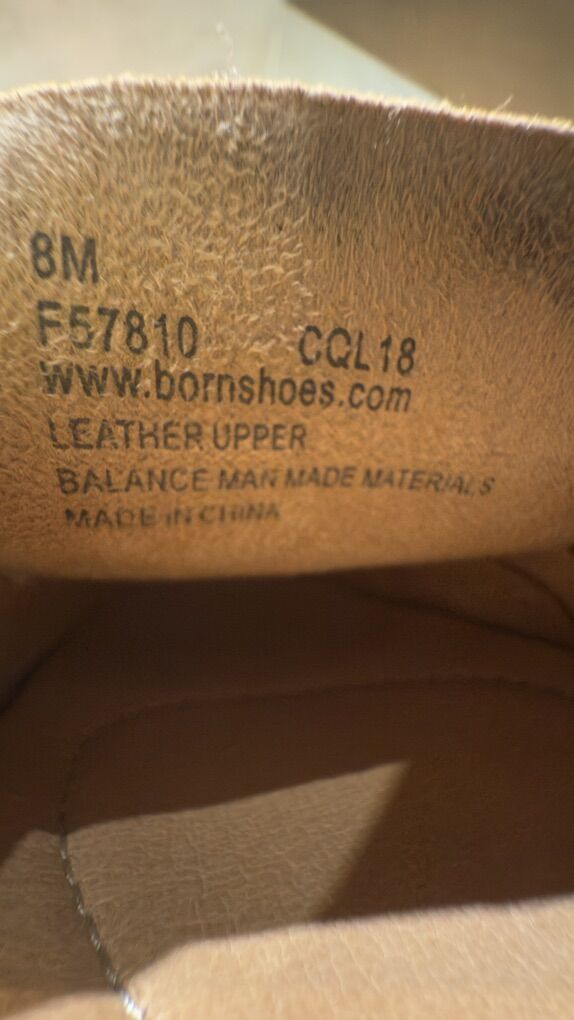 8M
F57810 CQL18
www.bornshoes.com
LEATHER UPPER
BALANCE MAN MADE MATERIALS
MADE IN CHINA